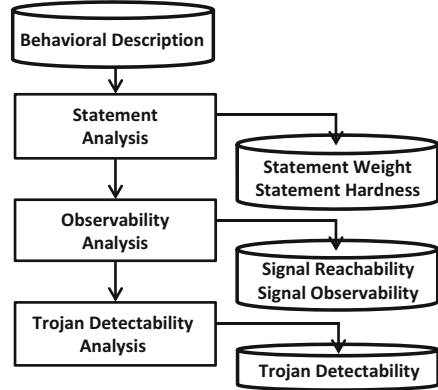 Behavioral Description
Statement
Analysis
Statement Weight
Statement Hardness
Observability
Analysis
Signal Reachability
Signal Observability
Trojan Detectability
Analysis
Trojan Detectability